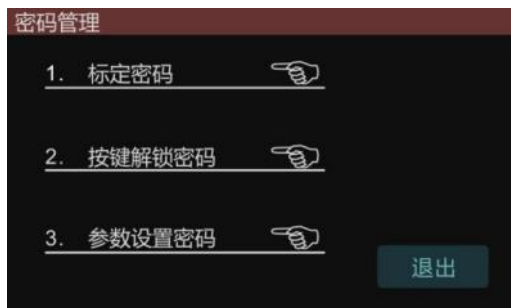 密码管理
1. 标定密码
2. 按键解锁密码
3. 参数设置密码
退出